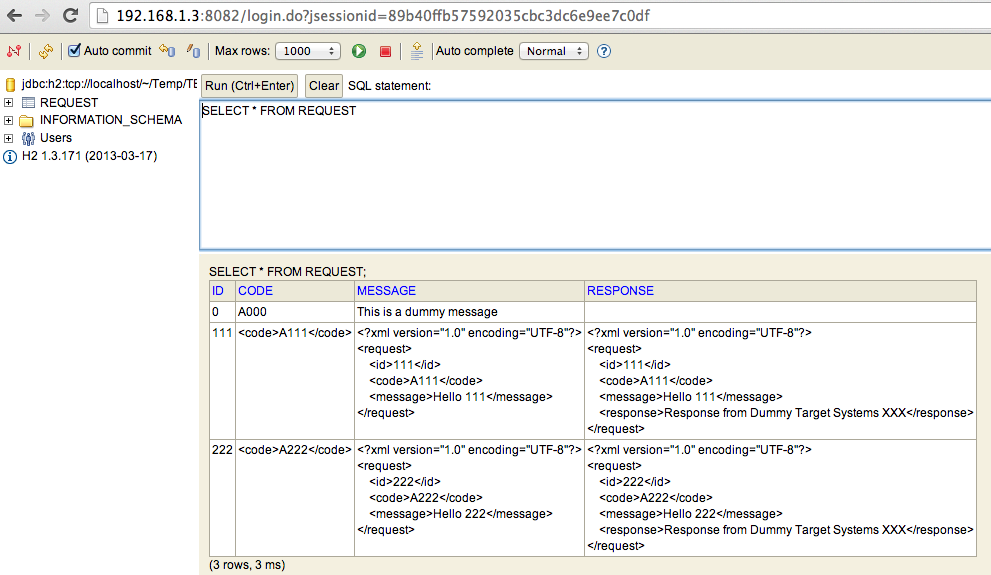 192.168.1.3:8082/login.do?jsessionid=89b40ffb57592035cbc3dc6e9ee7c0df
Auto commit Max rows: 1000 Auto complete Normal ?
jdbc:h2:tcp://localhost/~/Temp/TE
REQUEST
INFORMATION_SCHEMA
Users
H2 1.3.171 (2013-03-17)
Run (Ctrl+Enter) Clear SQL statement:
SELECT * FROM REQUEST
SELECT * FROM REQUEST;
ID CODE MESSAGE RESPONSE
0 A000 This is a dummy message
111 <code>A111</code> <?xml version="1.0" encoding="UTF-8"?> <?xml version="1.0" encoding="UTF-8"?>
<request> <request>
<id>111</id> <id>111</id>
<code>A111</code> <code>A111</code>
<message>Hello 111</message> <message>Hello 111</message>
</request> <response>Response from Dummy Target Systems XXX</response>
</request>
222 <code>A222</code> <?xml version="1.0" encoding="UTF-8"?> <?xml version="1.0" encoding="UTF-8"?>
<request> <request>
<id>222</id> <id>222</id>
<code>A222</code> <code>A222</code>
<message>Hello 222</message> <message>Hello 222</message>
</request> <response>Response from Dummy Target Systems XXX</response>
</request>
(3 rows, 3 ms)